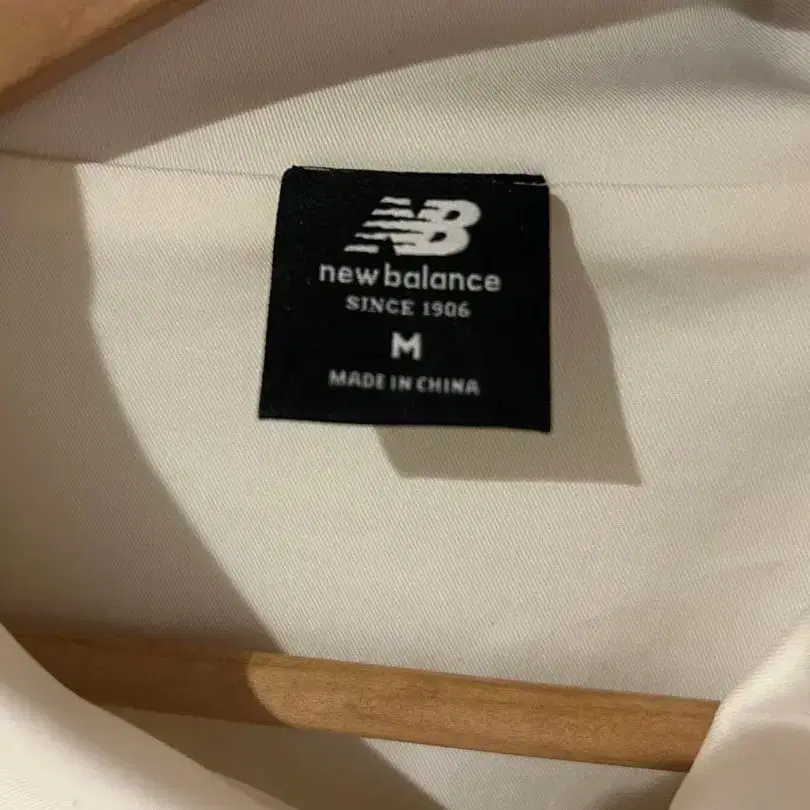 NB
new balance
SINCE 1906
M
MADE IN CHINA